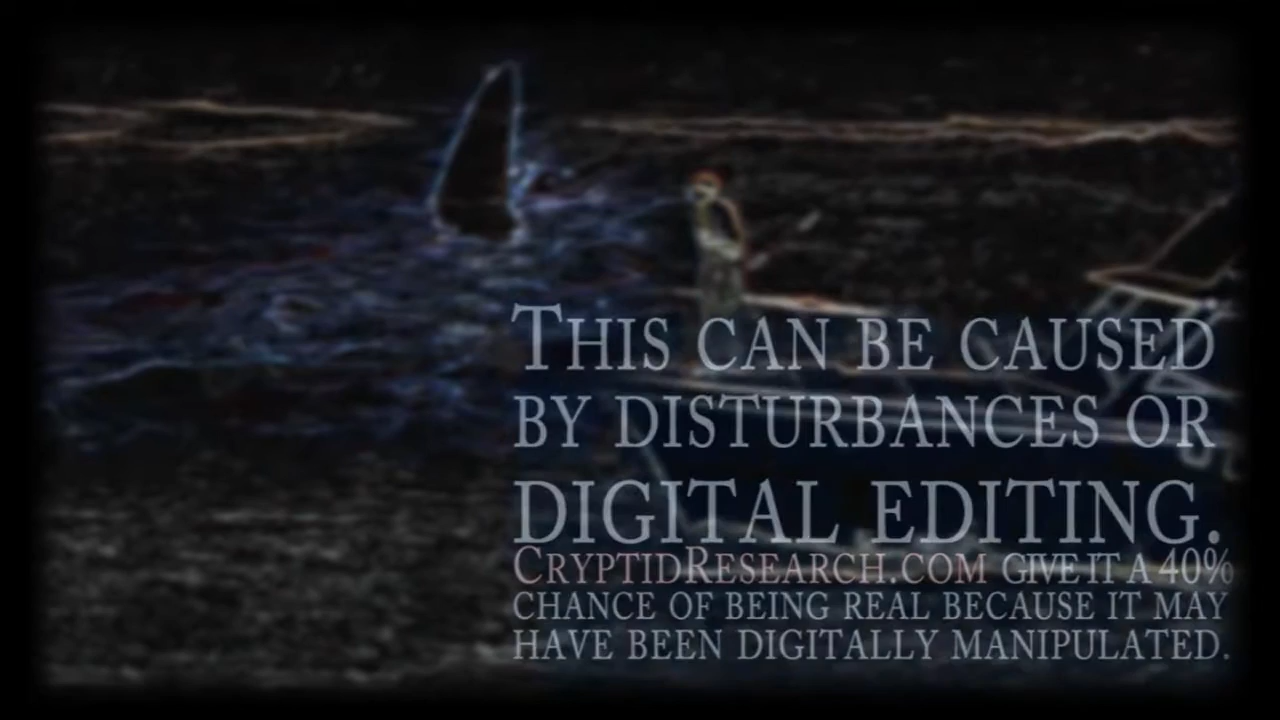 This can be caused
by disturbances or
digital editing.
CryptidResearch.com give it a 40%
chance of being real because it may
have been digitally manipulated.